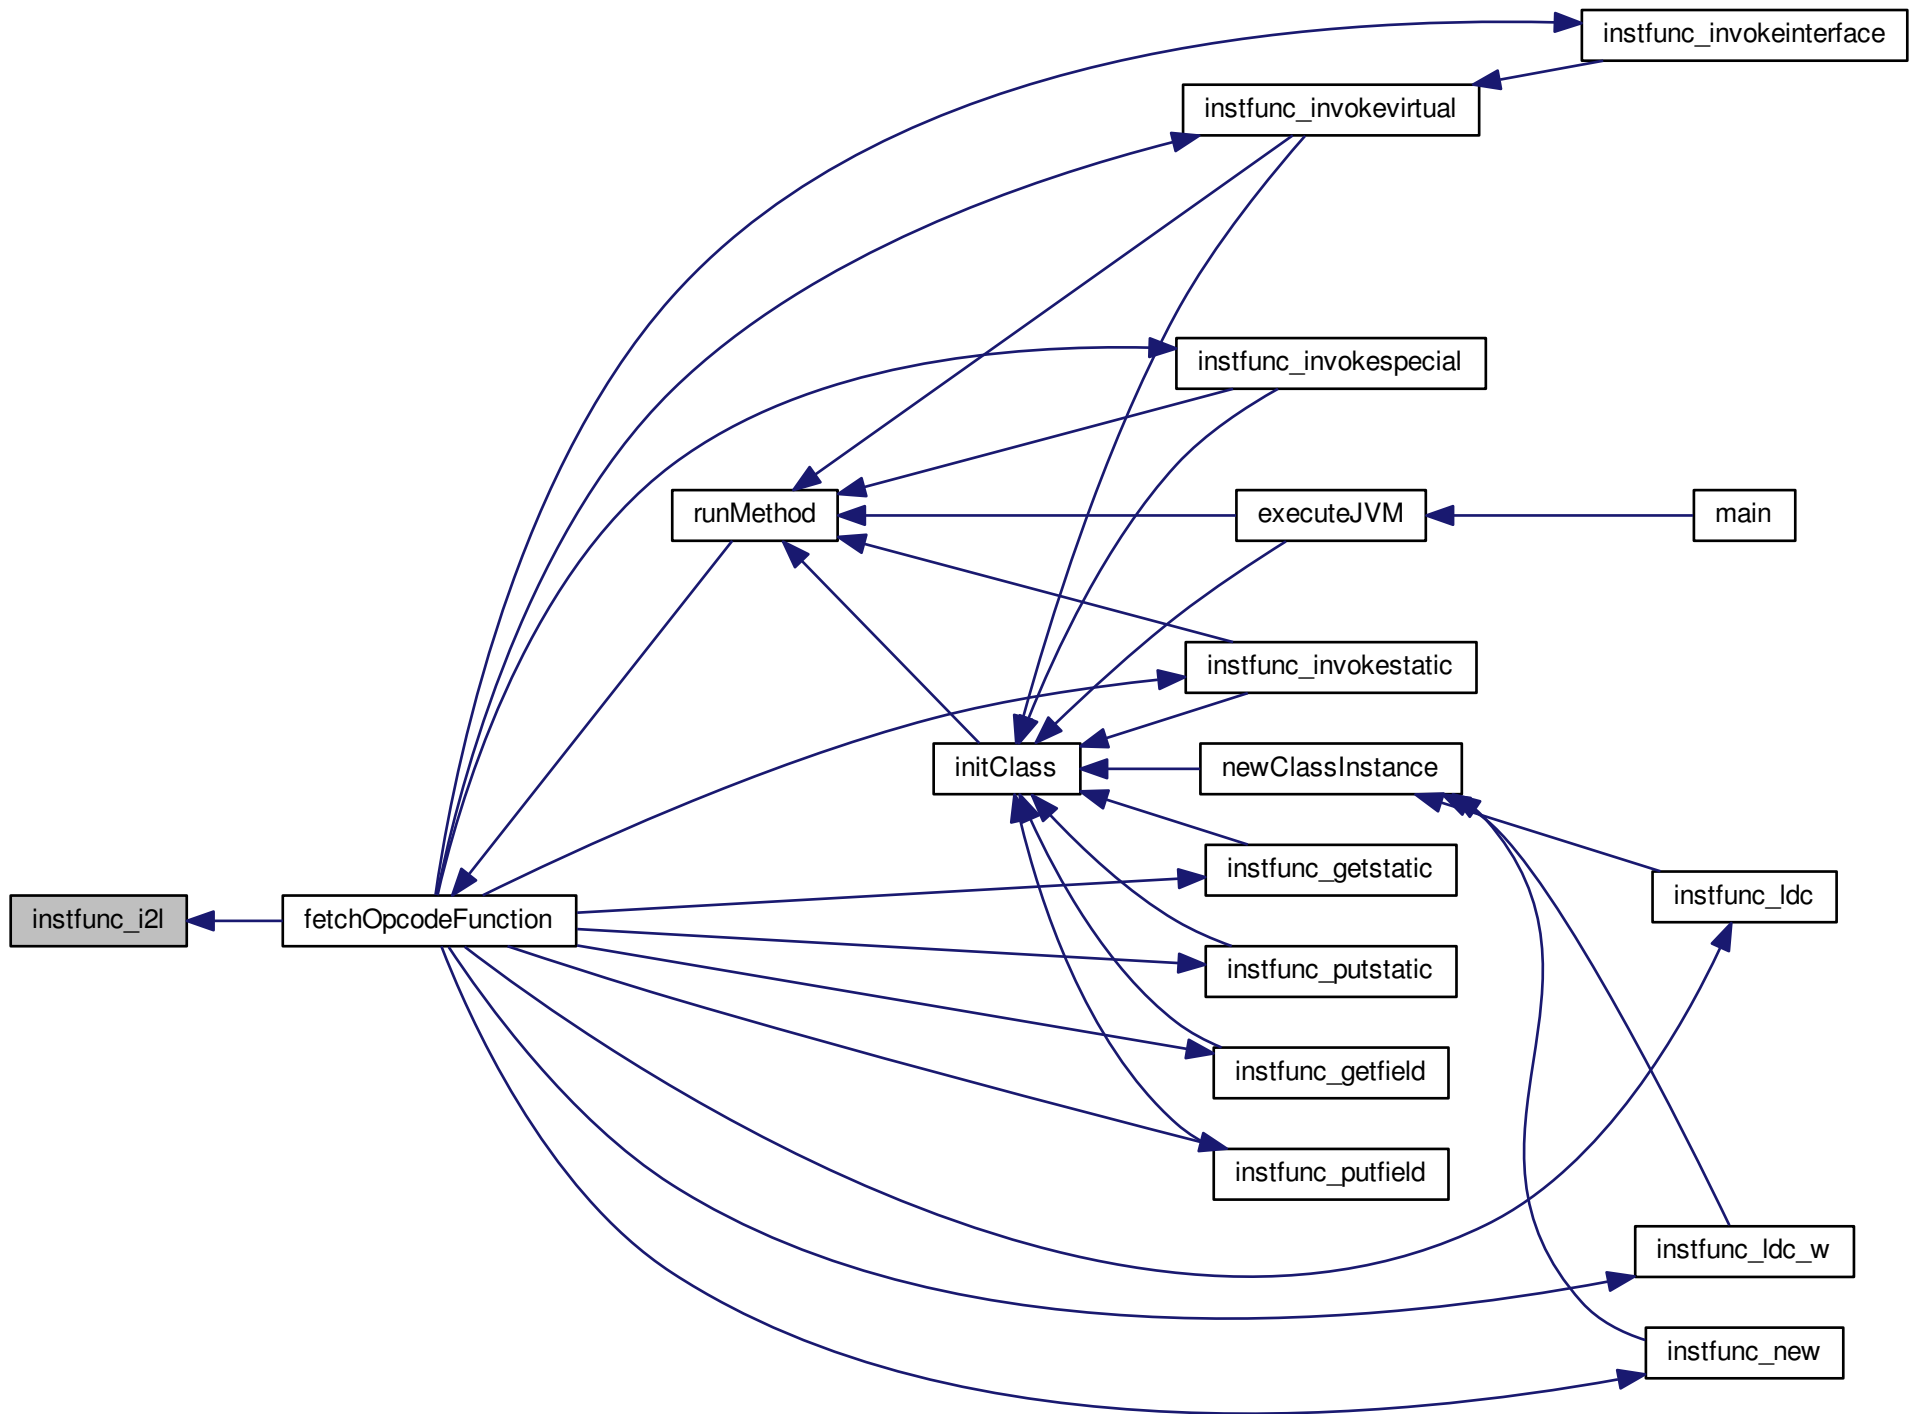 instfunc_invokeinterface
instfunc_invokevirtual
instfunc_invokespecial
runMethod
executeJVM
main
instfunc_invokestatic
initClass
newClassInstance
instfunc_getstatic
instfunc_ldc
instfunc_i2l
fetchOpcodeFunction
instfunc_putstatic
instfunc_getfield
instfunc_putfield
instfunc_ldc_w
instfunc_new